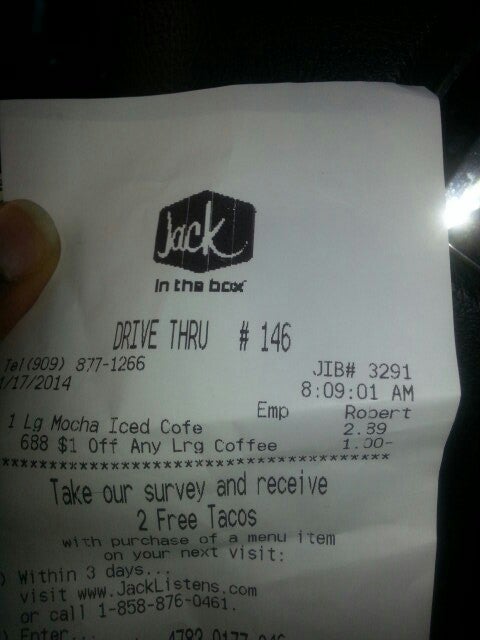 Jack
in the box
DRIVE THRU # 146
Tel(909) 877-1266
JIB# 3291
1/17/2014
8:09:01 AM
Emp Robert
1 Lg Mocha Iced Cofe 2.89
688 $1 Off Any Lrg Coffee 1.00-
****************************************
Take our survey and receive
2 Free Tacos
with purchase of a menu item
on your next visit:
) Within 3 days...
visit www.JackListens.com
or call 1-858-876-0461.
) Enter...